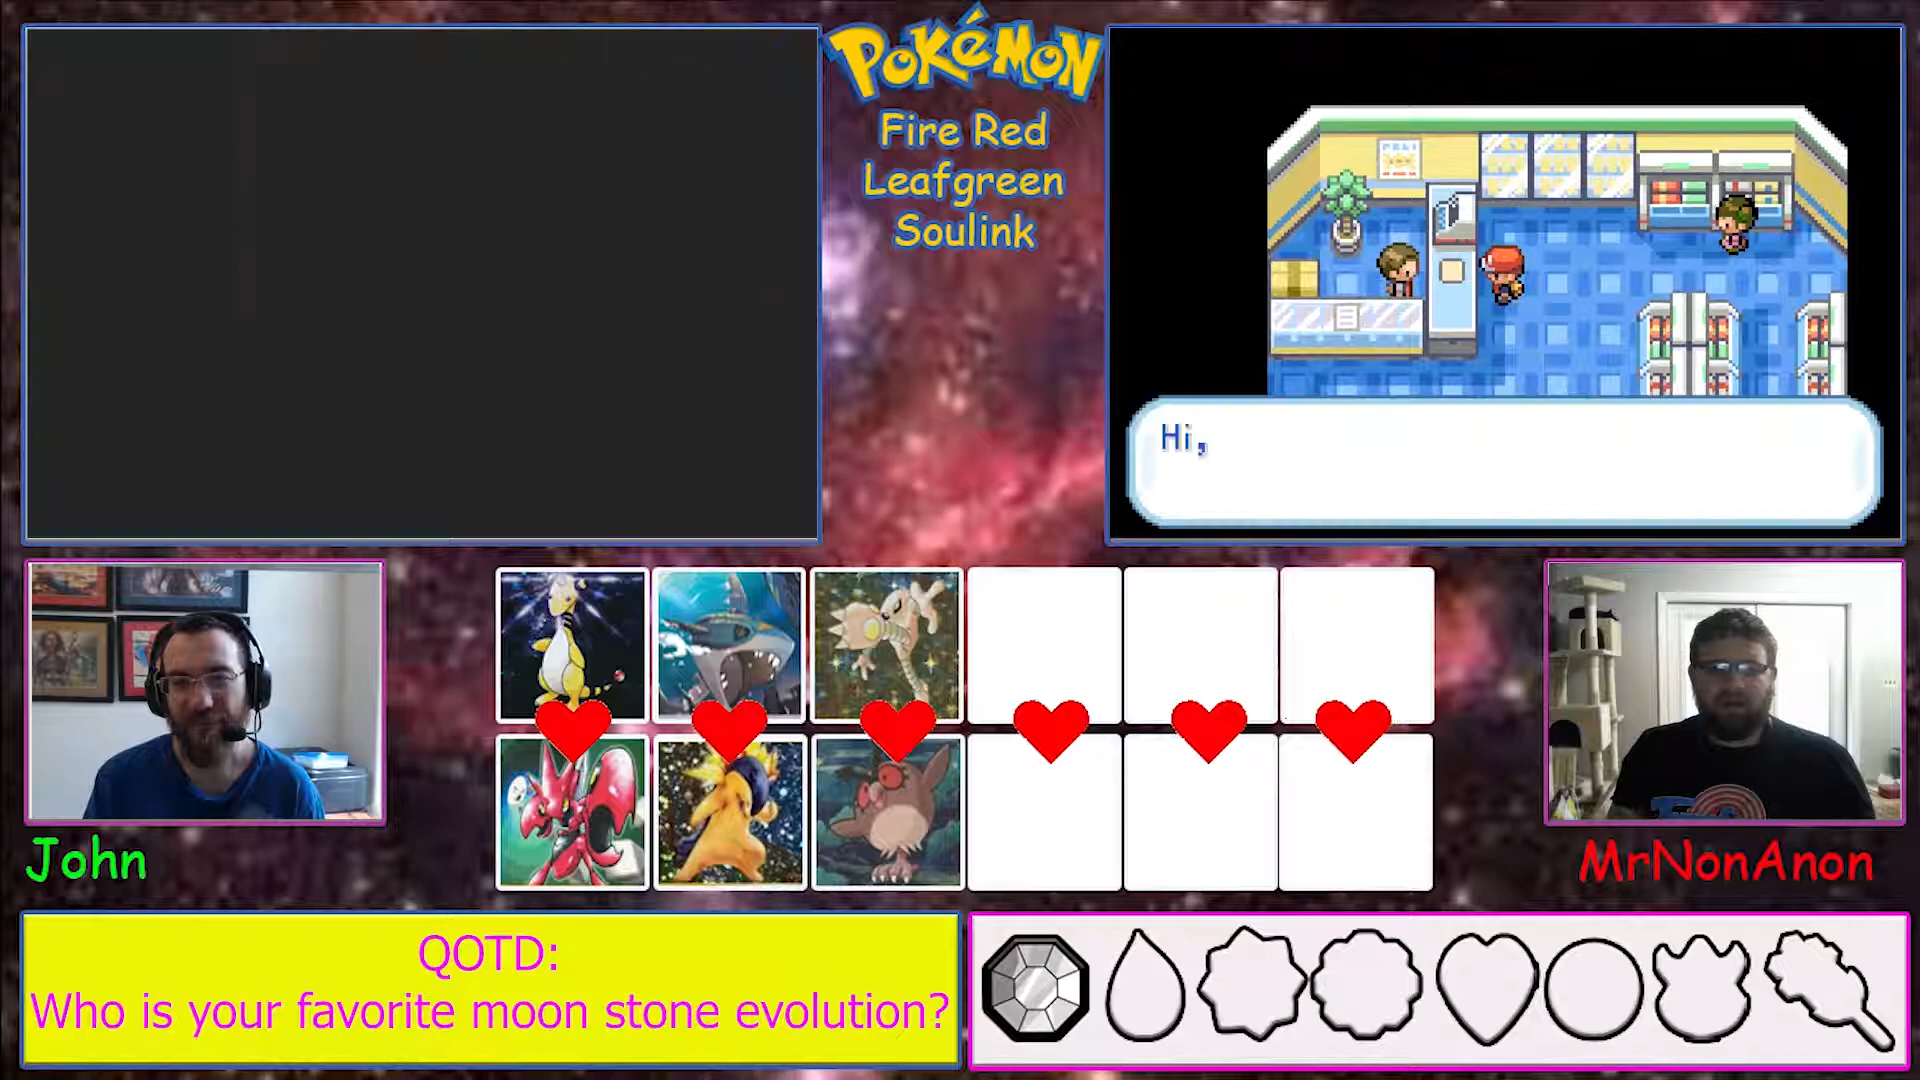 POKéMON
Fire Red
Leafgreen
Soulink
Hi,
John
MrNonAnon
QOTD:
Who is your favorite moon stone evolution?